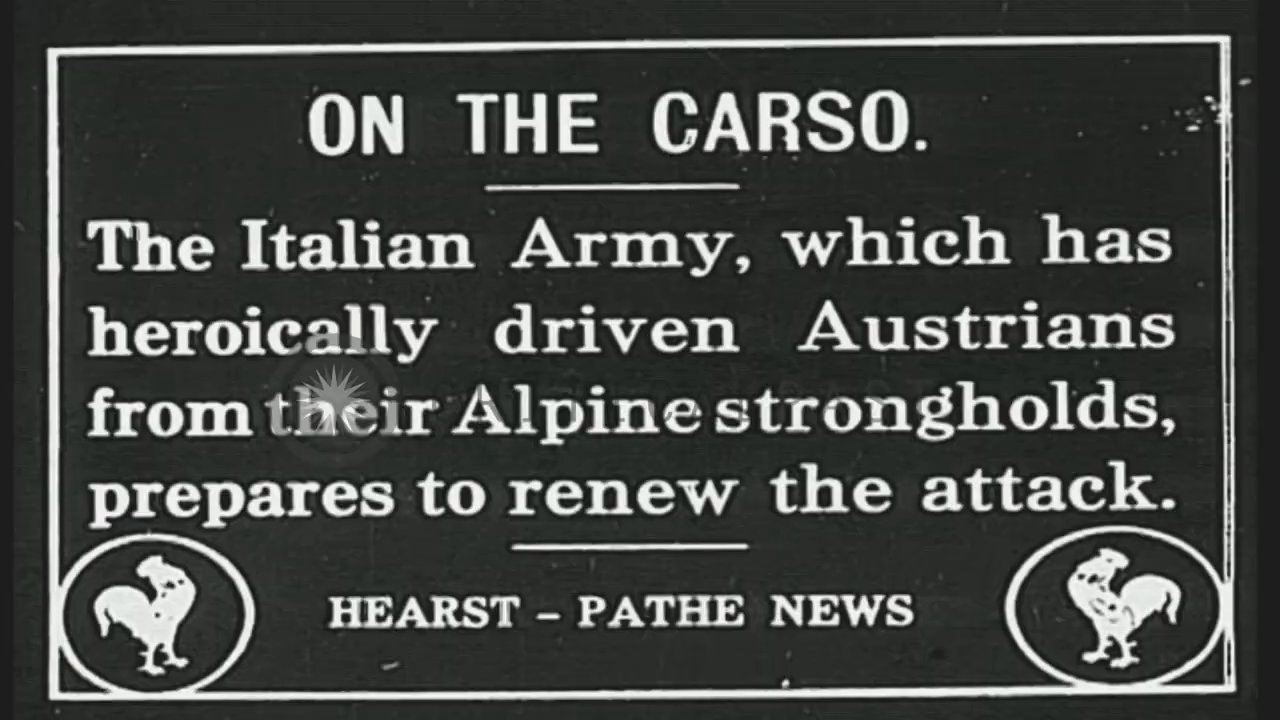 ON THE CARSO.
The Italian Army, which has
heroically driven Austrians
from their Alpine strongholds,
prepares to renew the attack.
HEARST – PATHE NEWS